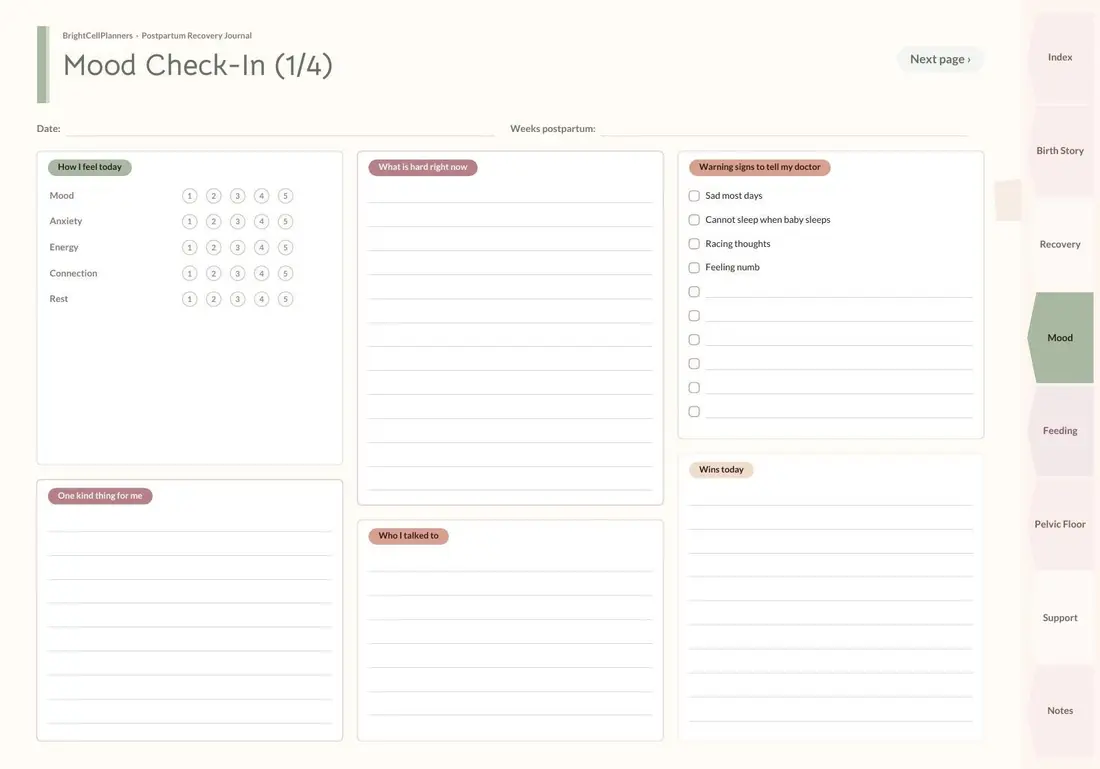 BrightCellPlanners · Postpartum Recovery Journal
Mood Check-In (1/4)
Next page ›
Date:
Weeks postpartum:
How I feel today
Mood 1 2 3 4 5
Anxiety 1 2 3 4 5
Energy 1 2 3 4 5
Connection 1 2 3 4 5
Rest 1 2 3 4 5
One kind thing for me
What is hard right now
Who I talked to
Warning signs to tell my doctor
Sad most days
Cannot sleep when baby sleeps
Racing thoughts
Feeling numb
Wins today
Index
Birth Story
Recovery
Mood
Feeding
Pelvic Floor
Support
Notes